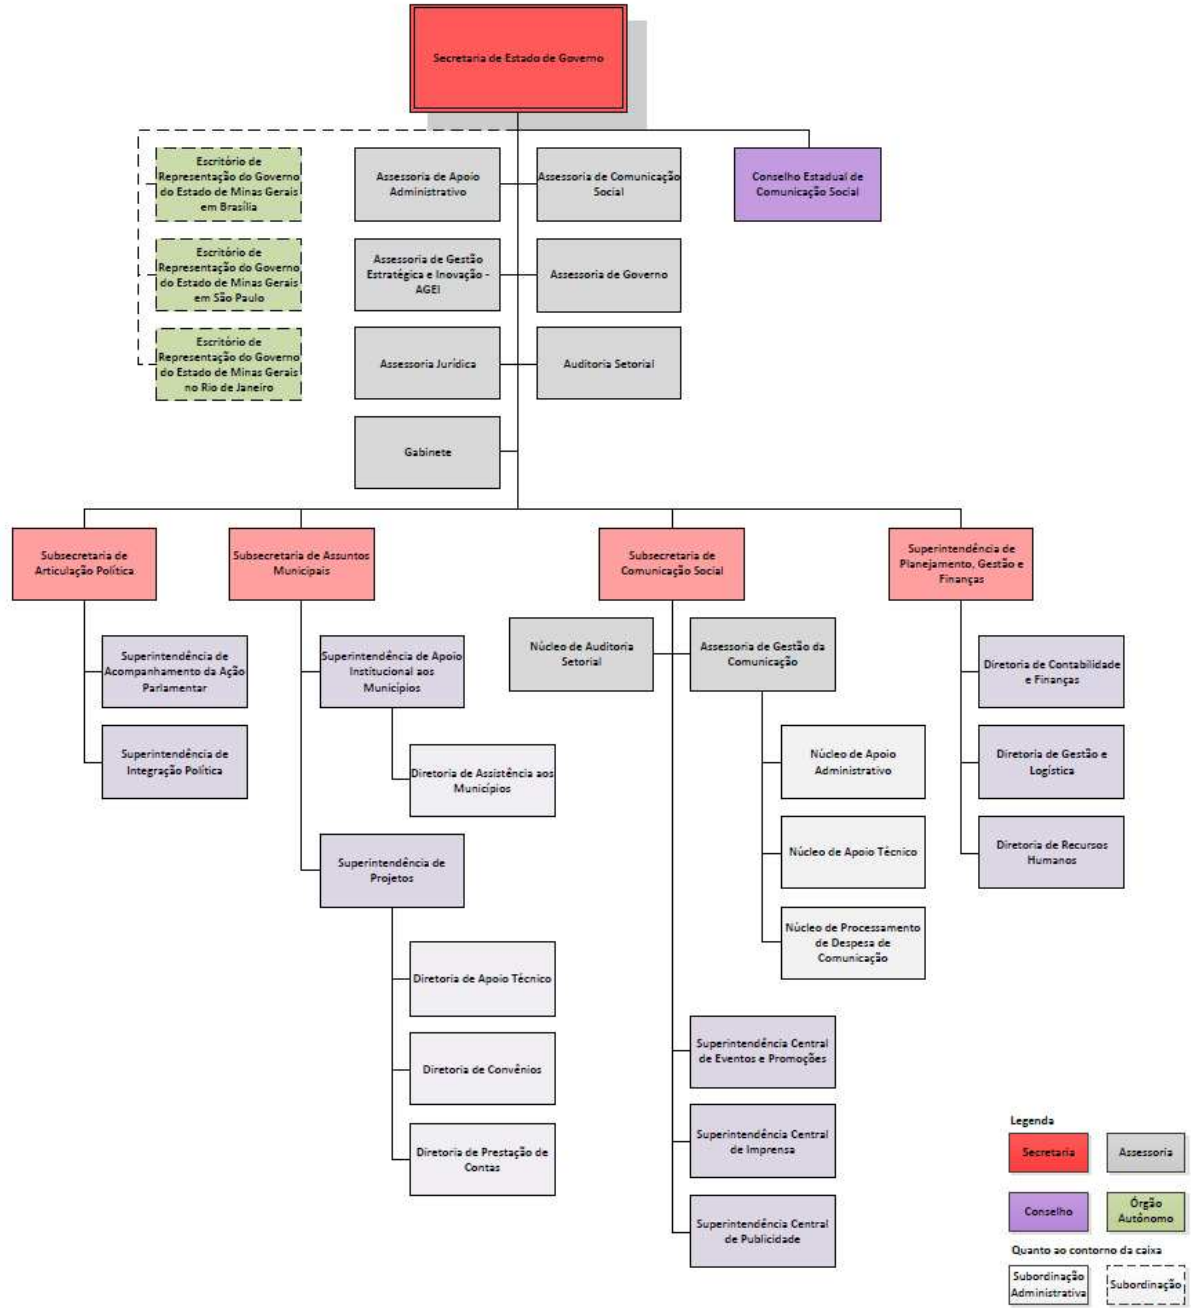 Secretaria de Estado de Governo
Escritório de
Representação do Governo
do Estado de Minas Gerais
em Brasília
Assessoria de Apoio
Administrativo
Assessoria de Comunicação
Social
Conselho Estadual de
Comunicação Social
Escritório de
Representação do Governo
do Estado de Minas Gerais
em São Paulo
Assessoria de Gestão
Estratégica e Inovação -
AGEI
Assessoria de Governo
Escritório de
Representação do Governo
do Estado de Minas Gerais
no Rio de Janeiro
Assessoria Jurídica
Auditoria Setorial
Gabinete
Subsecretaria de
Articulação Política
Subsecretaria de Assuntos
Municipais
Subsecretaria de
Comunicação Social
Superintendência de
Planejamento, Gestão e
Finanças
Superintendência de
Acompanhamento da Ação
Parlamentar
Superintendência de
Integração Política
Superintendência de Apoio
Institucional aos
Municípios
Diretoria de Assistência aos
Municípios
Superintendência de
Projetos
Diretoria de Apoio Técnico
Diretoria de Convênios
Diretoria de Prestação de
Contas
Núcleo de Auditoria
Setorial
Assessoria de Gestão da
Comunicação
Núcleo de Apoio
Administrativo
Núcleo de Apoio Técnico
Núcleo de Processamento
de Despesa de
Comunicação
Superintendência Central
de Eventos e Promoções
Superintendência Central
de Imprensa
Superintendência Central
de Publicidade
Diretoria de Contabilidade
e Finanças
Diretoria de Gestão e
Logística
Diretoria de Recursos
Humanos
Legenda
Secretaria
Assessoria
Conselho
Órgão
Autônomo
Quanto ao contorno da caixa
Subordinação
Administrativa
Subordinação